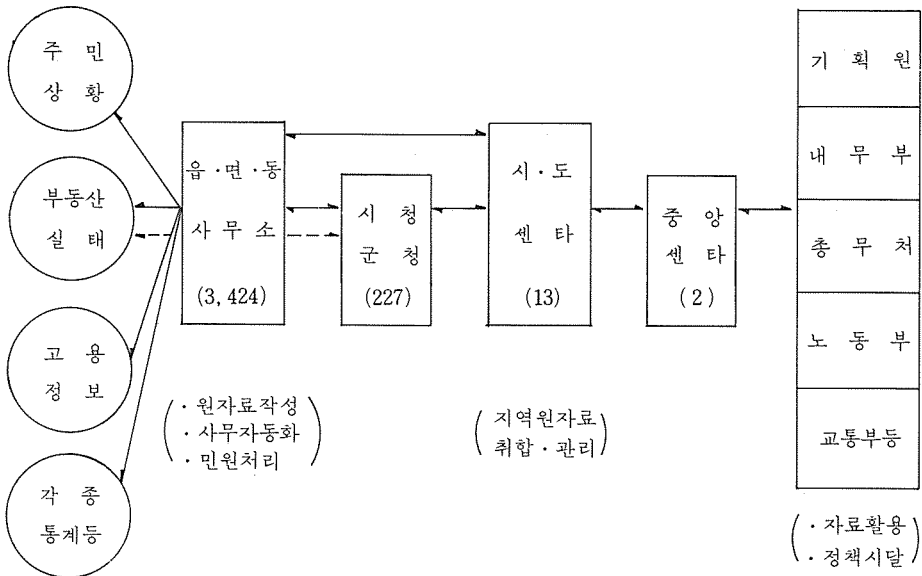 주 민
상 황
부동산
실 태
고 용
정 보
각 종
통계등
읍·면·동
사 무 소
(3,424)
시 청
군 청
(227)
시·도
센 타
(13)
중 앙
센 타
(2)
기 획 원
내 무 부
총 무 처
노 동 부
교통부등
·원자료작성
·사무자동화
·민원처리
지역원자료
취합·관리
·자료활용
·정책시달